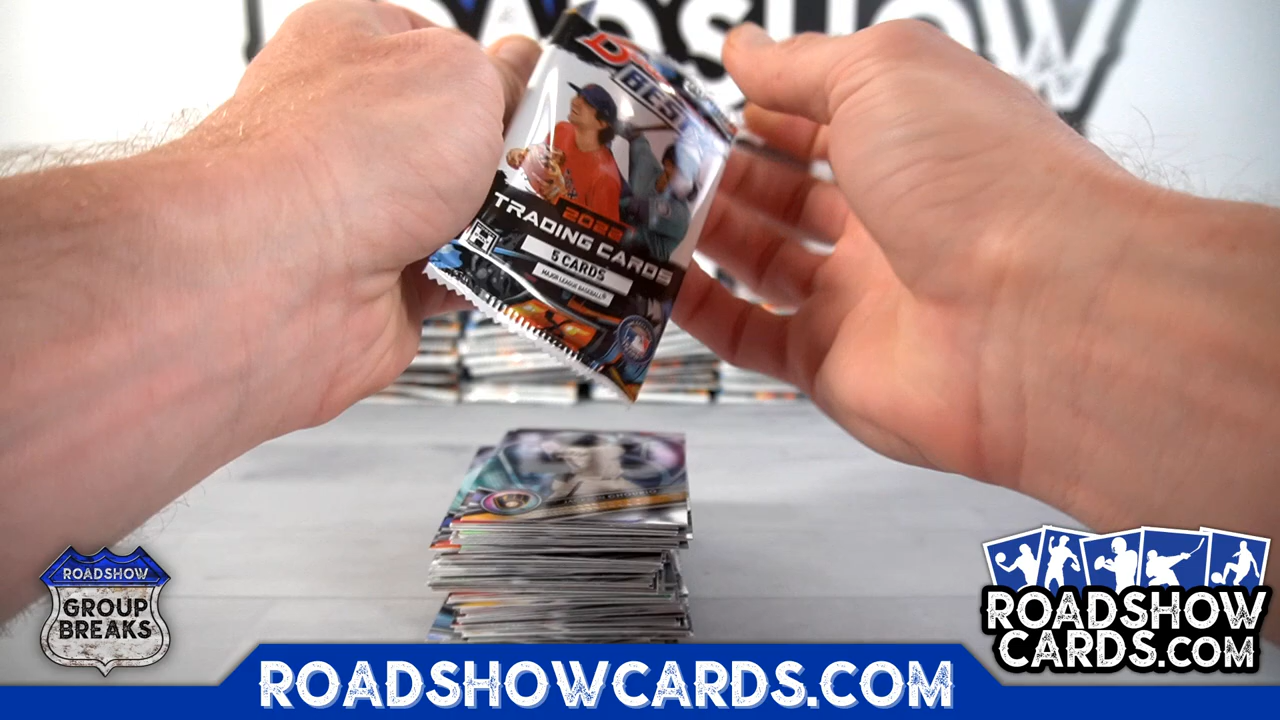 ROADSHOW
BEST
2022
TRADING CARDS
5 CARDS
MAJOR LEAGUE BASEBALL®
ROADSHOW
GROUP
BREAKS
ROADSHOW
CARDS.COM
ROADSHOWCARDS.COM